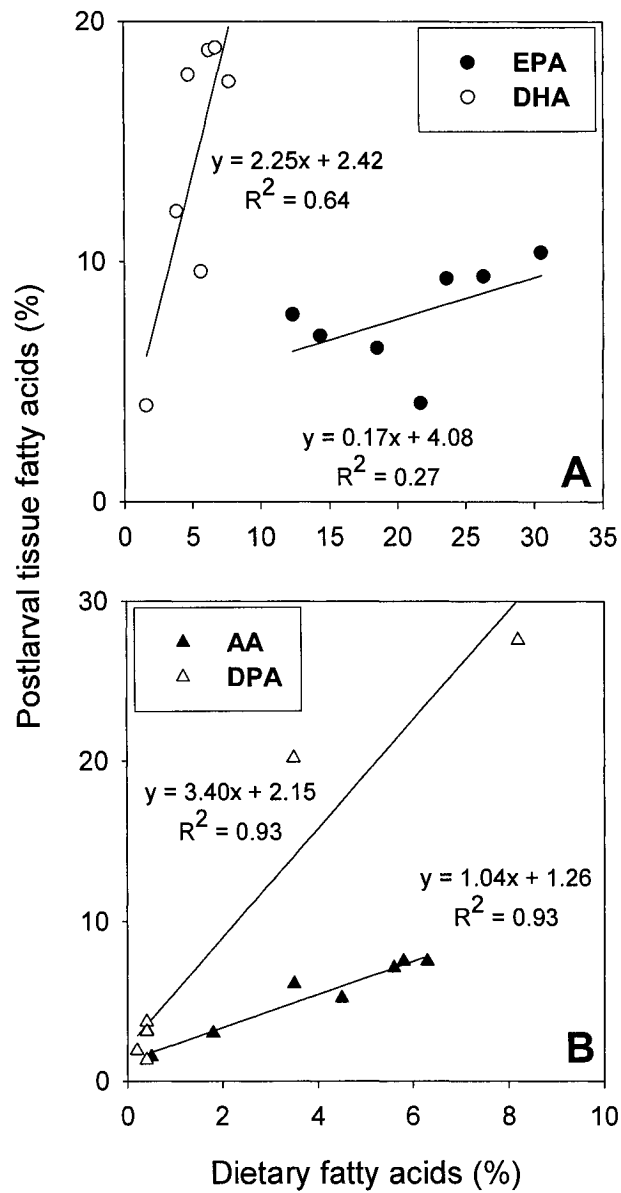 20
EPA
DHA
y = 2.25x + 2.42
R² = 0.64
10
y = 0.17x + 4.08
R² = 0.27
A
0
0 5 10 15 20 25 30 35
Postlarval tissue fatty acids (%)
30
AA
DPA
20
y = 3.40x + 2.15
R² = 0.93
y = 1.04x + 1.26
R² = 0.93
10
B
0
0 2 4 6 8 10
Dietary fatty acids (%)